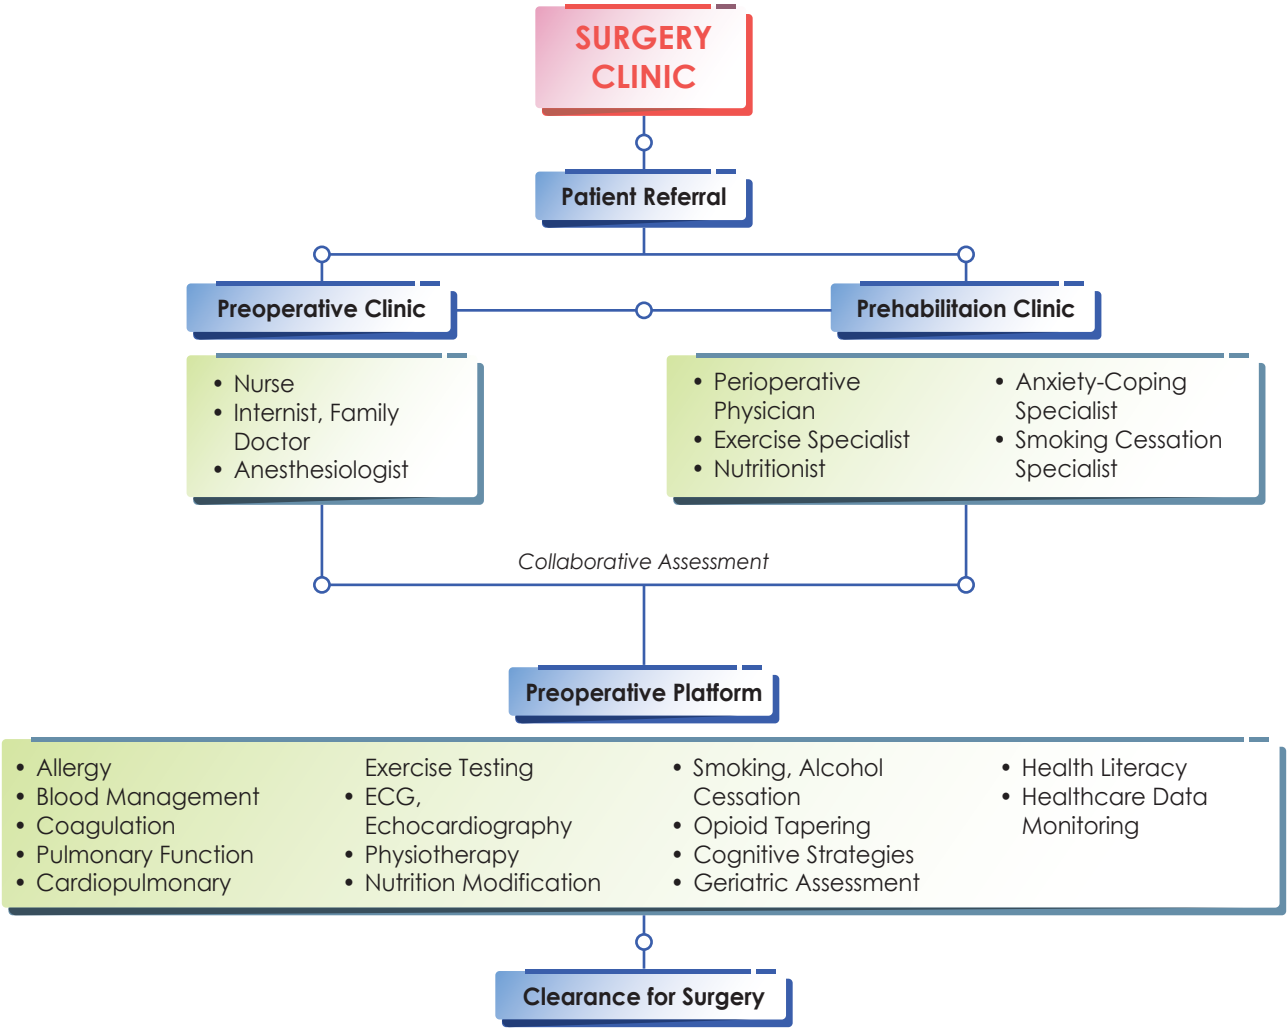 SURGERY
CLINIC
Patient Referral
Preoperative Clinic
Prehabilitaion Clinic
• Nurse
• Internist, Family
Doctor
• Anesthesiologist
• Perioperative
Physician
• Exercise Specialist
• Nutritionist
• Anxiety-Coping
Specialist
• Smoking Cessation
Specialist
Collaborative Assessment
Preoperative Platform
• Allergy
• Blood Management
• Coagulation
• Pulmonary Function
• Cardiopulmonary
Exercise Testing
• ECG,
Echocardiography
• Physiotherapy
• Nutrition Modification
• Smoking, Alcohol
Cessation
• Opioid Tapering
• Cognitive Strategies
• Geriatric Assessment
• Health Literacy
• Healthcare Data
Monitoring
Clearance for Surgery